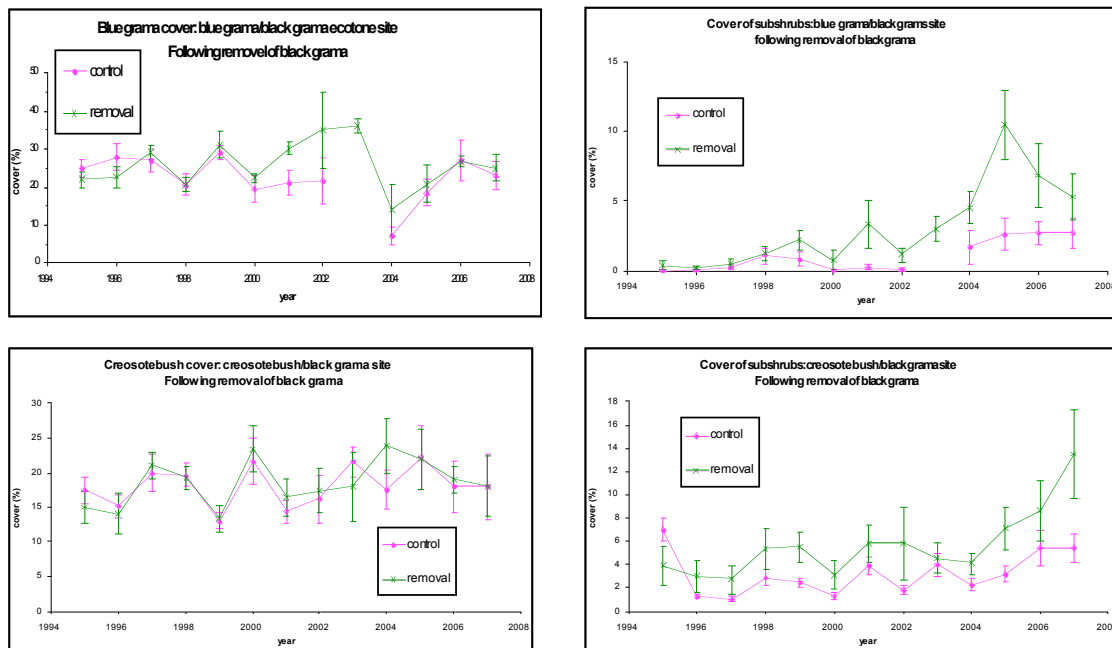 Blue grama cover: blue grama/black grama ecotone site
Following removel of black grama
control
removal
50
40
30
20
10
0
cover (%)
1994
1996
1998
2000
2002
2004
2006
2008
year
Cover of subshrubs: blue grama/black grams site
following removal of black grama
control
removal
15
10
5
0
cover (%)
1994
1996
1998
2000
2002
2004
2006
2008
year
Creosotebush cover: creosotebush/black grama site
Following removal of black grama
30
25
20
15
10
5
0
cover (%)
control
removal
1994
1996
1998
2000
2002
2004
2006
2008
year
Cover of subshrubs: creosotebush/black grama site
Following removal of black grama
18
16
14
12
10
8
6
4
2
0
cover (%)
control
removal
1994
1996
1998
2000
2002
2004
2006
year